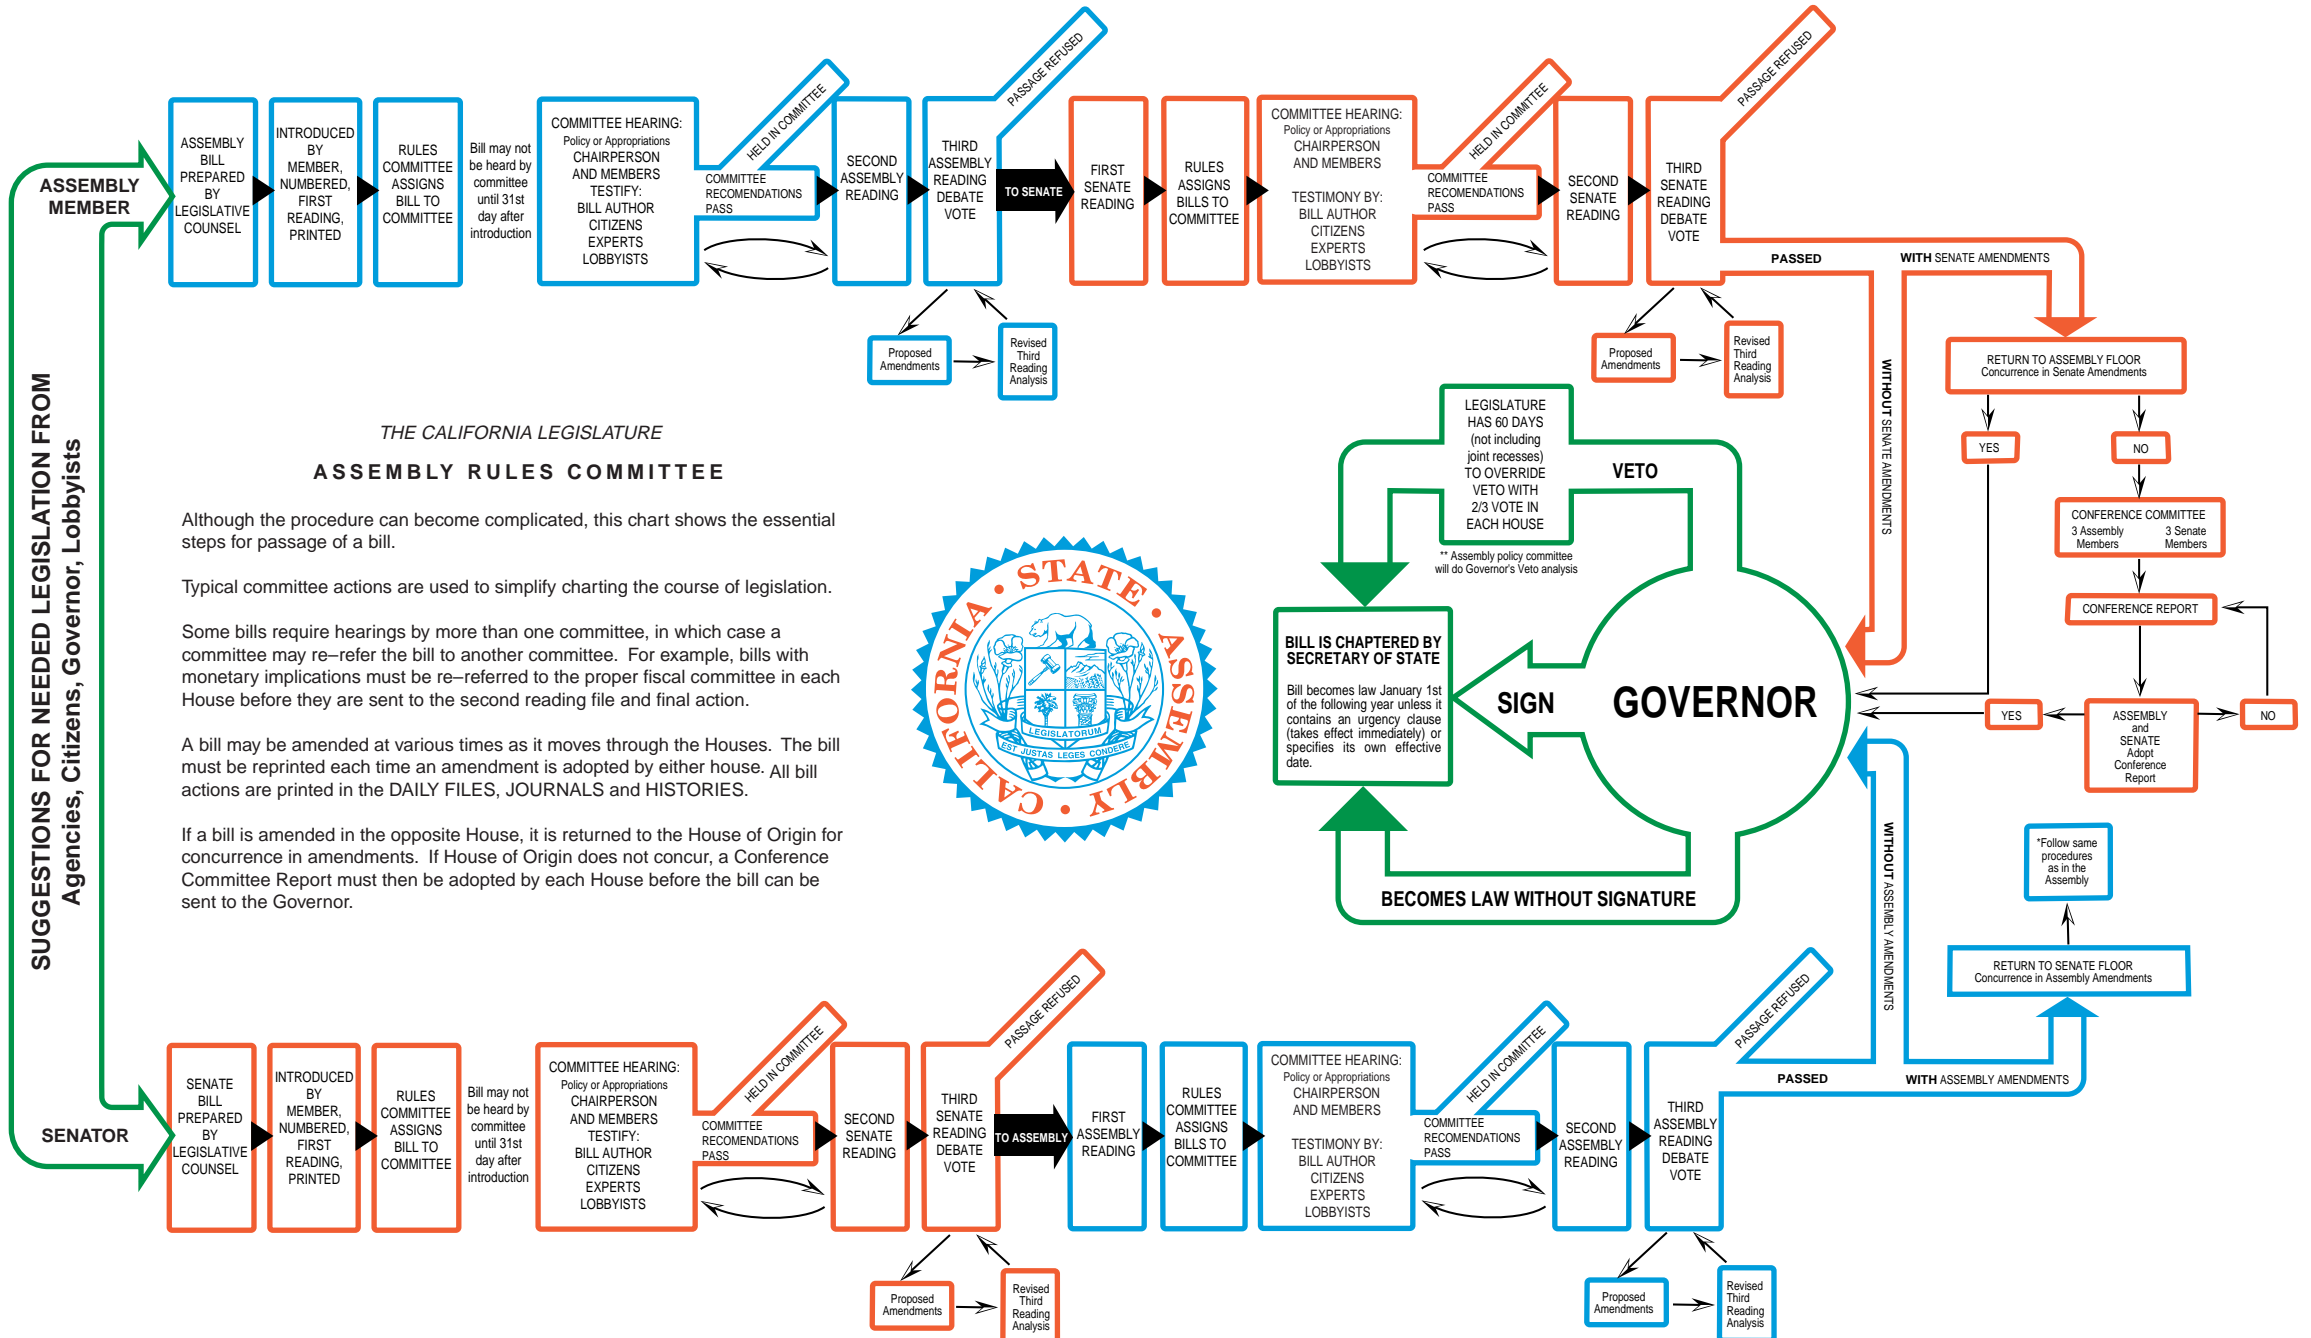 SUGGESTIONS FOR NEEDED LEGISLATION FROM
Agencies, Citizens, Governor, Lobbyists
ASSEMBLY
MEMBER
ASSEMBLY
BILL
PREPARED
BY
LEGISLATIVE
COUNSEL
INTRODUCED
BY
MEMBER,
NUMBERED,
FIRST
READING,
PRINTED
RULES
COMMITTEE
ASSIGNS
BILL TO
COMMITTEE
Bill may not
be heard by
committee
until 31st
day after
introduction
COMMITTEE HEARING:
Policy or Appropriations
CHAIRPERSON
AND MEMBERS
TESTIFY:
BILL AUTHOR
CITIZENS
EXPERTS
LOBBYISTS
HELD IN COMMITTEE
COMMITTEE
RECOMENDATIONS
PASS
SECOND
ASSEMBLY
READING
THIRD
ASSEMBLY
READING
DEBATE
VOTE
PASSAGE REFUSED
Proposed
Amendments
Revised
Third
Reading
Analysis
TO SENATE
FIRST
SENATE
READING
RULES
ASSIGNS
BILLS TO
COMMITTEE
COMMITTEE HEARING:
Policy or Appropriations
CHAIRPERSON
AND MEMBERS
TESTIMONY BY:
BILL AUTHOR
CITIZENS
EXPERTS
LOBBYISTS
HELD IN COMMITTEE
COMMITTEE
RECOMENDATIONS
PASS
SECOND
SENATE
READING
THIRD
SENATE
READING
DEBATE
VOTE
PASSAGE REFUSED
Proposed
Amendments
Revised
Third
Reading
Analysis
PASSED
WITH SENATE AMENDMENTS
WITHOUT SENATE AMENDMENTS
RETURN TO ASSEMBLY FLOOR
Concurrence in Senate Amendments
YES
NO
CONFERENCE COMMITTEE
3 Assembly 3 Senate
Members Members
CONFERENCE REPORT
ASSEMBLY
and
SENATE
Adopt
Conference
Report
YES
NO
THE CALIFORNIA LEGISLATURE
ASSEMBLY RULES COMMITTEE
Although the procedure can become complicated, this chart shows the essential
steps for passage of a bill.
Typical committee actions are used to simplify charting the course of legislation.
Some bills require hearings by more than one committee, in which case a
committee may re–refer the bill to another committee. For example, bills with
monetary implications must be re–referred to the proper fiscal committee in each
House before they are sent to the second reading file and final action.
A bill may be amended at various times as it moves through the Houses. The bill
must be reprinted each time an amendment is adopted by either house. All bill
actions are printed in the DAILY FILES, JOURNALS and HISTORIES.
If a bill is amended in the opposite House, it is returned to the House of Origin for
concurrence in amendments. If House of Origin does not concur, a Conference
Committee Report must then be adopted by each House before the bill can be
sent to the Governor.
CALIFORNIA • STATE • ASSEMBLY •
LEGISLATORUM
EST JUSTAS LEGES CONDERE
LEGISLATURE
HAS 60 DAYS
(not including
joint recesses)
TO OVERRIDE
VETO WITH
2/3 VOTE IN
EACH HOUSE
VETO
** Assembly policy committee
will do Governor's Veto analysis
BILL IS CHAPTERED BY
SECRETARY OF STATE
Bill becomes law January 1st
of the following year unless it
contains an urgency clause
(takes effect immediately) or
specifies its own effective
date.
SIGN
GOVERNOR
BECOMES LAW WITHOUT SIGNATURE
SENATOR
SENATE
BILL
PREPARED
BY
LEGISLATIVE
COUNSEL
INTRODUCED
BY
MEMBER,
NUMBERED,
FIRST
READING,
PRINTED
RULES
COMMITTEE
ASSIGNS
BILL TO
COMMITTEE
Bill may not
be heard by
committee
until 31st
day after
introduction
COMMITTEE HEARING:
Policy or Appropriations
CHAIRPERSON
AND MEMBERS
TESTIFY:
BILL AUTHOR
CITIZENS
EXPERTS
LOBBYISTS
HELD IN COMMITTEE
COMMITTEE
RECOMENDATIONS
PASS
SECOND
SENATE
READING
THIRD
SENATE
READING
DEBATE
VOTE
PASSAGE REFUSED
Proposed
Amendments
Revised
Third
Reading
Analysis
TO ASSEMBLY
FIRST
ASSEMBLY
READING
RULES
COMMITTEE
ASSIGNS
BILLS TO
COMMITTEE
COMMITTEE HEARING:
Policy or Appropriations
CHAIRPERSON
AND MEMBERS
TESTIMONY BY:
BILL AUTHOR
CITIZENS
EXPERTS
LOBBYISTS
HELD IN COMMITTEE
COMMITTEE
RECOMENDATIONS
PASS
SECOND
ASSEMBLY
READING
THIRD
ASSEMBLY
READING
DEBATE
VOTE
PASSAGE REFUSED
Proposed
Amendments
Revised
Third
Reading
Analysis
PASSED
WITH ASSEMBLY AMENDMENTS
WITHOUT ASSEMBLY AMENDMENTS
RETURN TO SENATE FLOOR
Concurrence in Assembly Amendments
*Follow same
procedures
as in the
Assembly